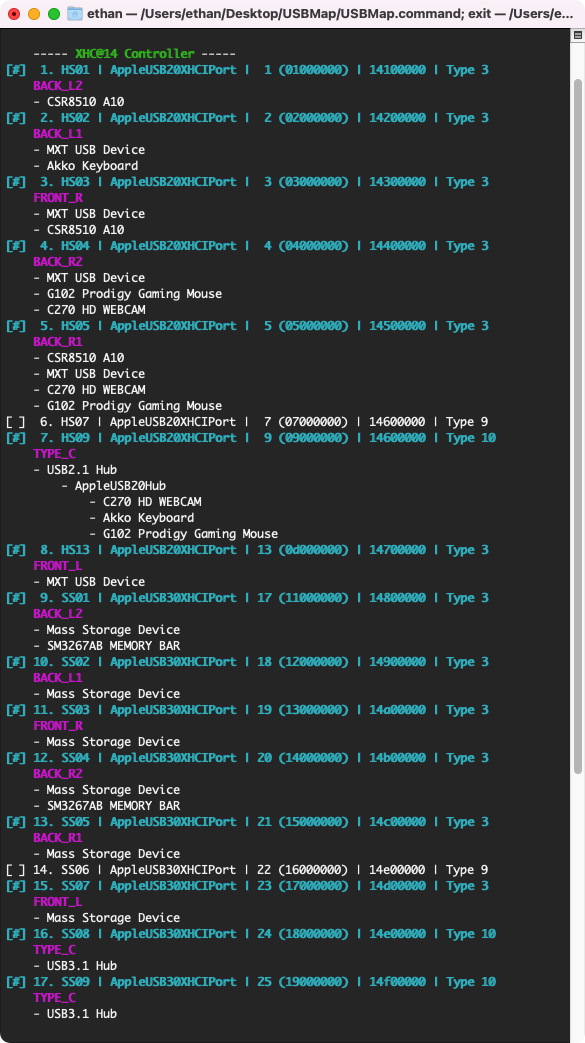 ethan — /Users/ethan/Desktop/USBMap/USBMap.command; exit — /Users/e...
----- XHC@14 Controller -----
[#]  1. HS01 | AppleUSB20XHCIPort |  1 (01000000) | 14100000 | Type 3
BACK_L2
- CSR8510 A10
[#]  2. HS02 | AppleUSB20XHCIPort |  2 (02000000) | 14200000 | Type 3
BACK_L1
- MXT USB Device
- Akko Keyboard
[#]  3. HS03 | AppleUSB20XHCIPort |  3 (03000000) | 14300000 | Type 3
FRONT_R
- MXT USB Device
- CSR8510 A10
[#]  4. HS04 | AppleUSB20XHCIPort |  4 (04000000) | 14400000 | Type 3
BACK_R2
- MXT USB Device
- G102 Prodigy Gaming Mouse
- C270 HD WEBCAM
[#]  5. HS05 | AppleUSB20XHCIPort |  5 (05000000) | 14500000 | Type 3
BACK_R1
- CSR8510 A10
- MXT USB Device
- C270 HD WEBCAM
- G102 Prodigy Gaming Mouse
[ ]  6. HS07 | AppleUSB20XHCIPort |  7 (07000000) | 14600000 | Type 9
[#]  7. HS09 | AppleUSB20XHCIPort |  9 (09000000) | 14600000 | Type 10
TYPE_C
- USB2.1 Hub
- AppleUSB20Hub
- C270 HD WEBCAM
- Akko Keyboard
- G102 Prodigy Gaming Mouse
[#]  8. HS13 | AppleUSB20XHCIPort | 13 (0d000000) | 14700000 | Type 3
FRONT_L
- MXT USB Device
[#]  9. SS01 | AppleUSB30XHCIPort | 17 (11000000) | 14800000 | Type 3
BACK_L2
- Mass Storage Device
- SM3267AB MEMORY BAR
[#] 10. SS02 | AppleUSB30XHCIPort | 18 (12000000) | 14900000 | Type 3
BACK_L1
- Mass Storage Device
[#] 11. SS03 | AppleUSB30XHCIPort | 19 (13000000) | 14a00000 | Type 3
FRONT_R
- Mass Storage Device
[#] 12. SS04 | AppleUSB30XHCIPort | 20 (14000000) | 14b00000 | Type 3
BACK_R2
- Mass Storage Device
- SM3267AB MEMORY BAR
[#] 13. SS05 | AppleUSB30XHCIPort | 21 (15000000) | 14c00000 | Type 3
BACK_R1
- Mass Storage Device
[ ] 14. SS06 | AppleUSB30XHCIPort | 22 (16000000) | 14e00000 | Type 9
[#] 15. SS07 | AppleUSB30XHCIPort | 23 (17000000) | 14d00000 | Type 3
FRONT_L
- Mass Storage Device
[#] 16. SS08 | AppleUSB30XHCIPort | 24 (18000000) | 14e00000 | Type 10
TYPE_C
- USB3.1 Hub
[#] 17. SS09 | AppleUSB30XHCIPort | 25 (19000000) | 14f00000 | Type 10
TYPE_C
- USB3.1 Hub